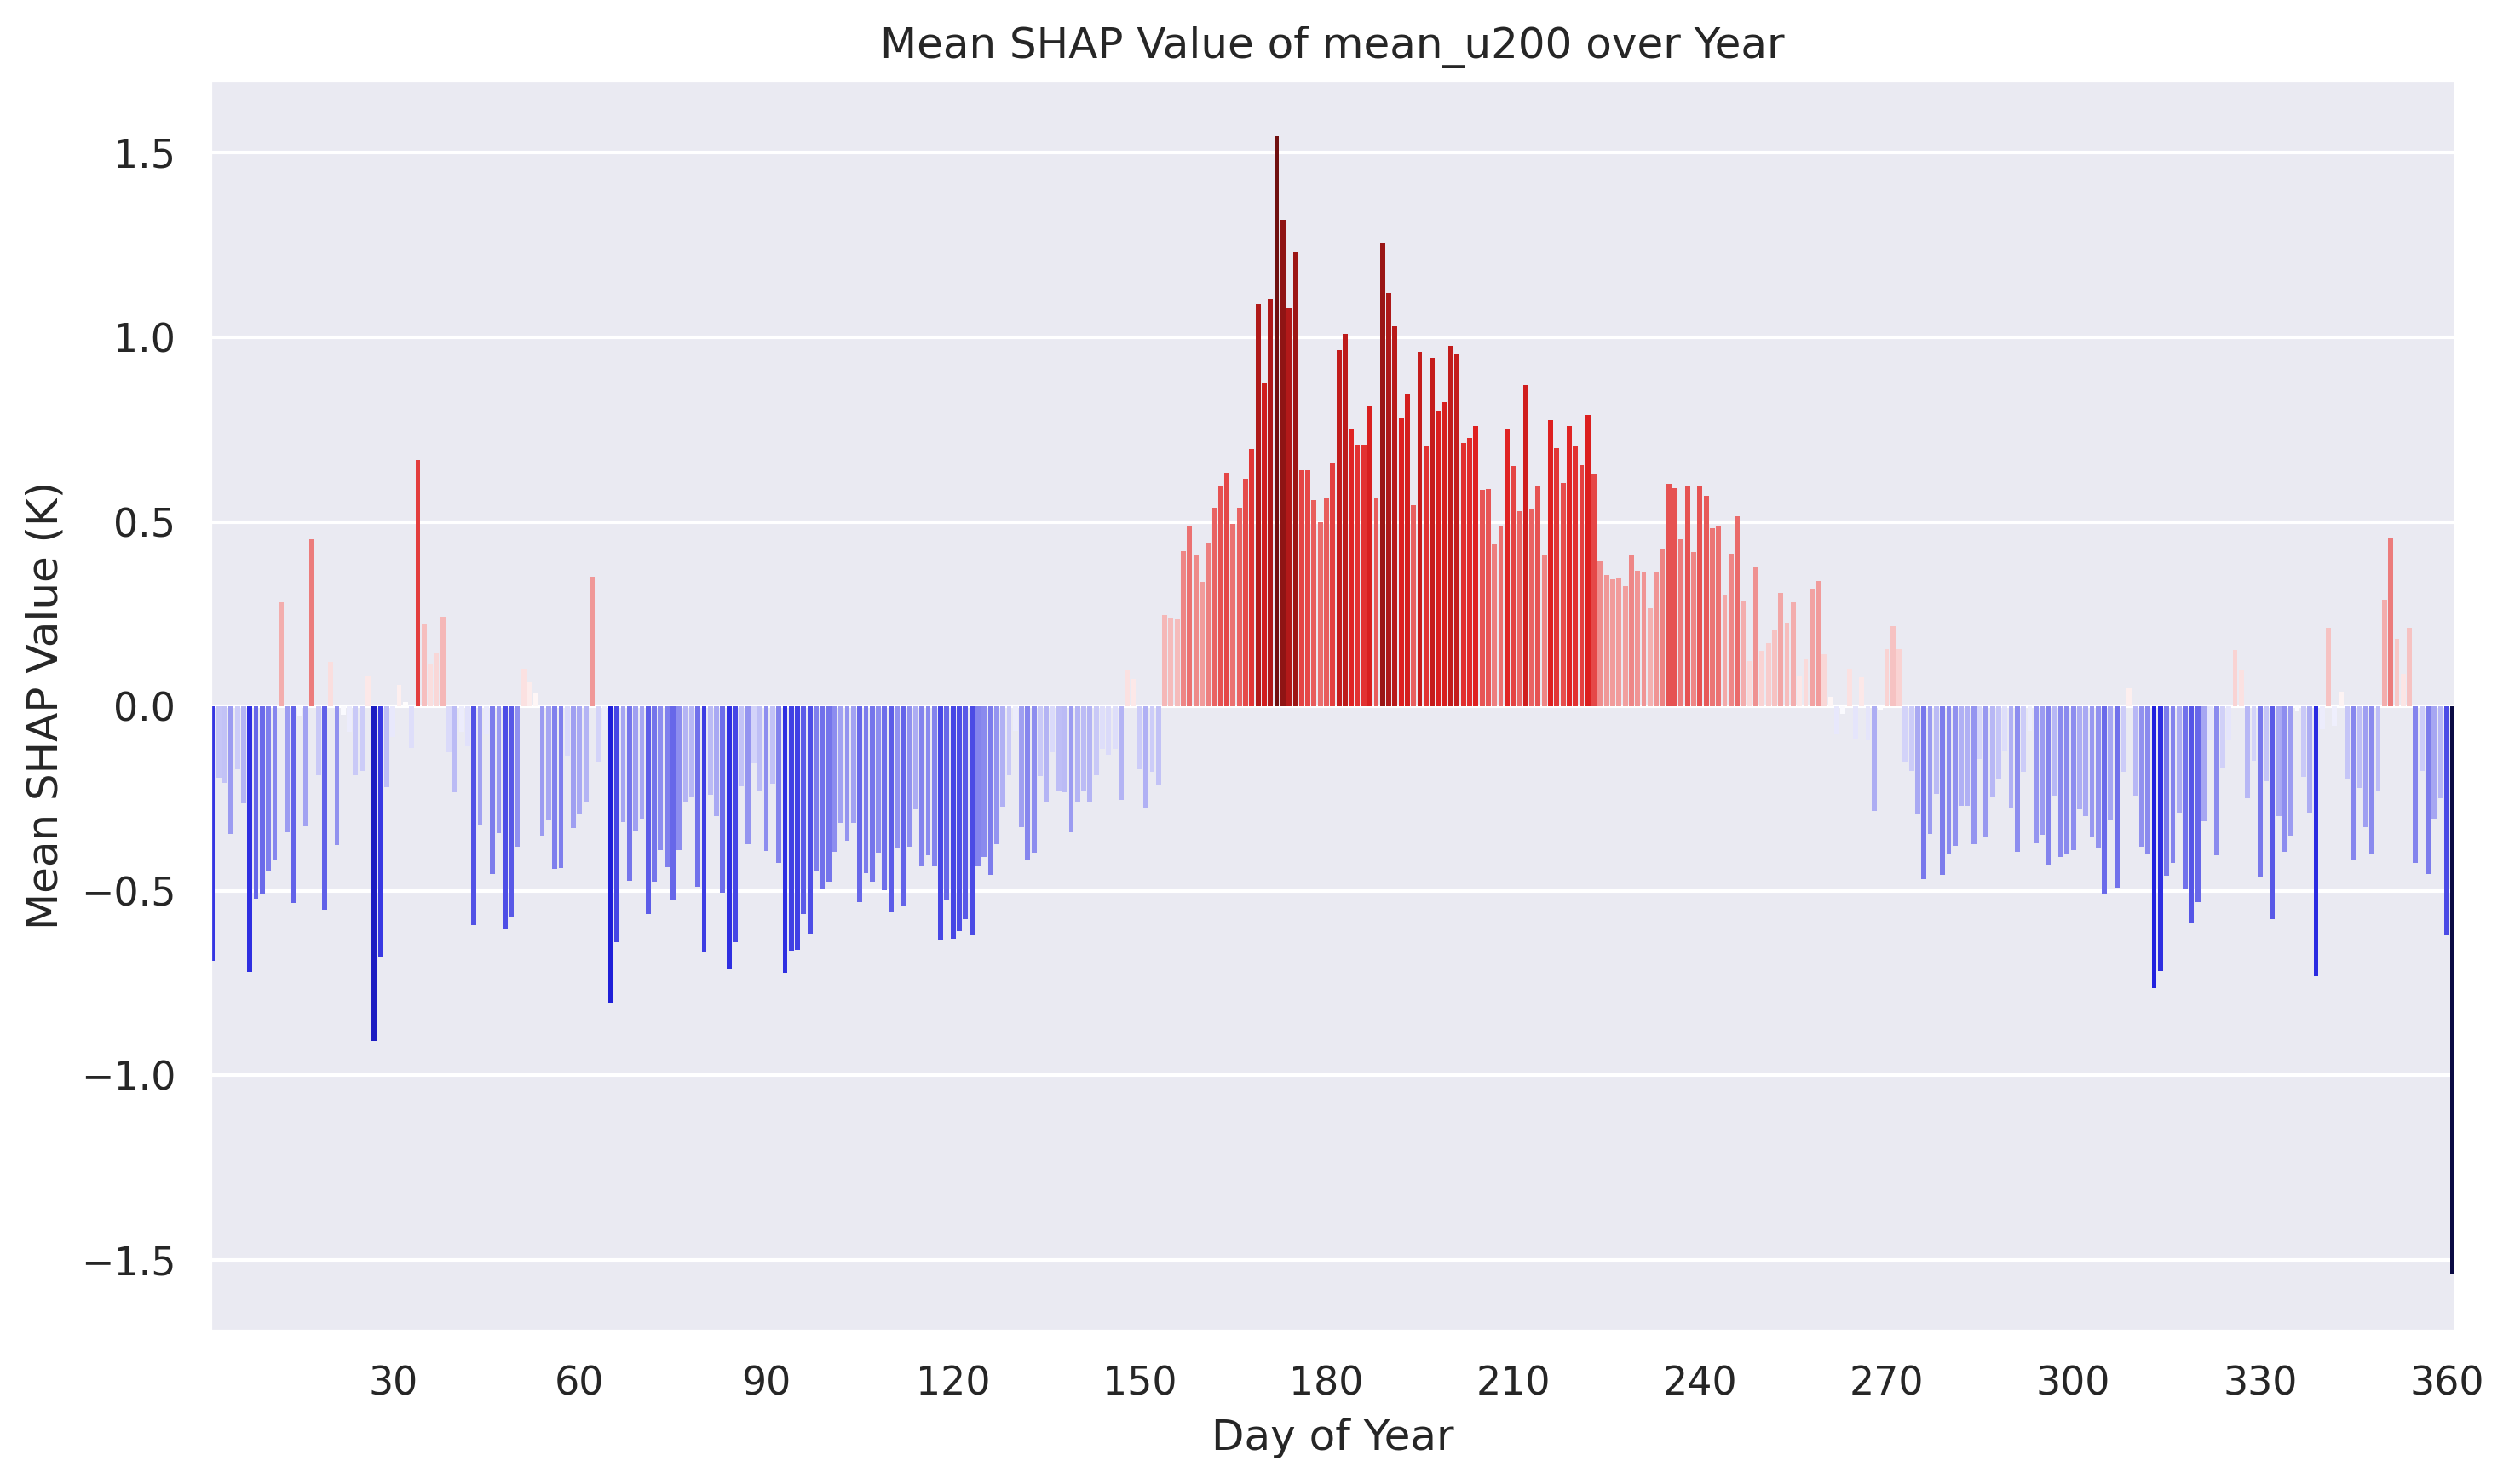 Mean SHAP Value of mean_u200 over Year
Mean SHAP Value (K)
1.5
1.0
0.5
0.0
−0.5
−1.0
−1.5
30 60 90 120 150 180 210 240 270 300 330 360
Day of Year